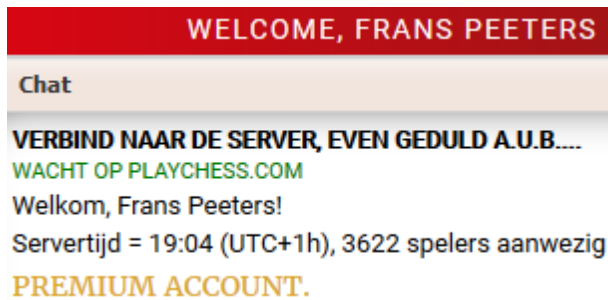 WELCOME, FRANS PEETERS
Chat
VERBIND NAAR DE SERVER, EVEN GEDULD A.U.B....
WACHT OP PLAYCHESS.COM
Welkom, Frans Peeters!
Servertijd = 19:04 (UTC+1h), 3622 spelers aanwezig
PREMIUM ACCOUNT.